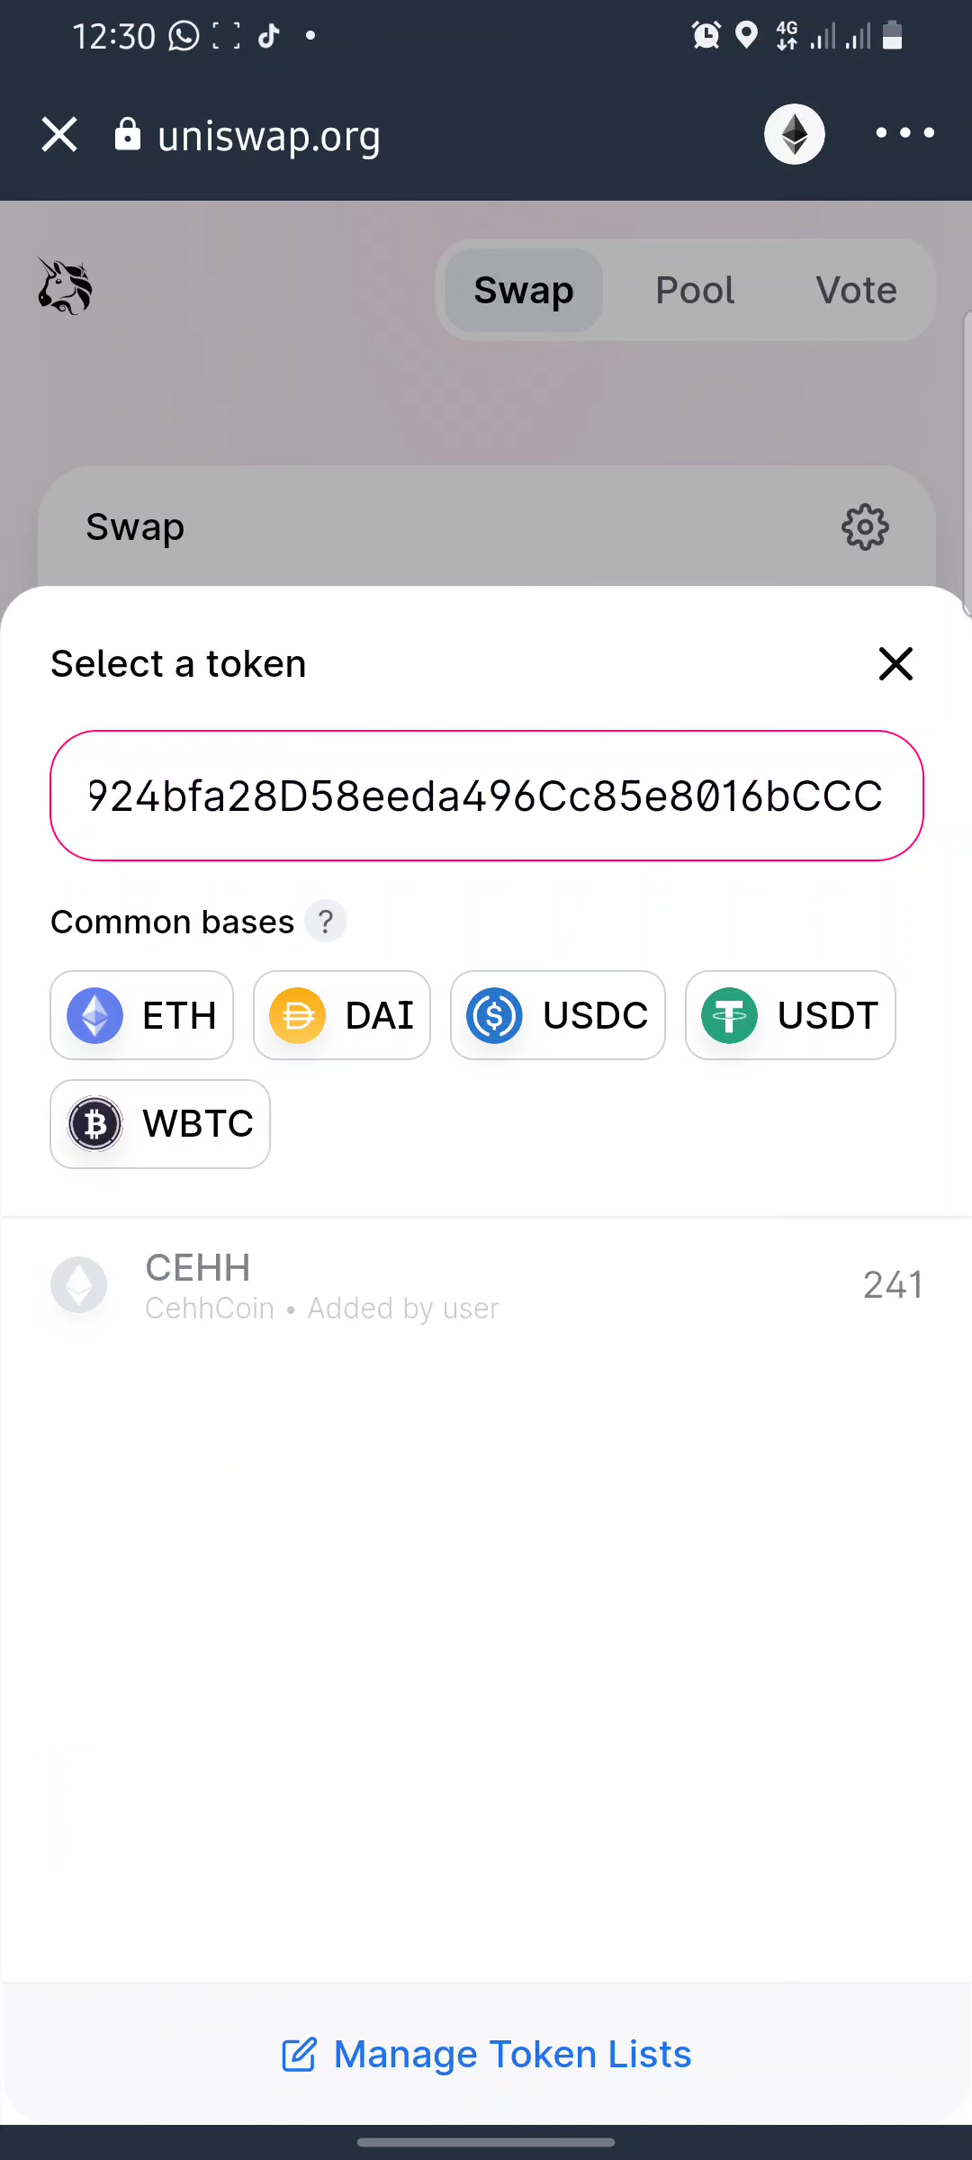 12:30
4G
uniswap.org
Swap Pool Vote
Swap
Select a token
924bfa28D58eeda496Cc85e8016bCCC
Common bases ?
ETH DAI USDC USDT
WBTC
CEHH
CehhCoin • Added by user
241
Manage Token Lists